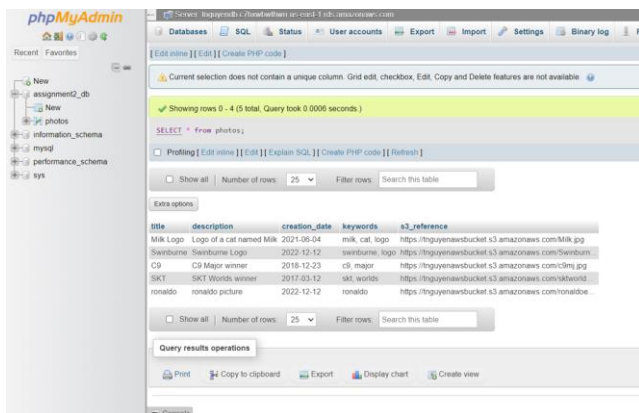 phpMyAdmin
Recent Favorites
New
assignment2_db
New
photos
information_schema
mysql
performance_schema
sys
Server:
Databases SQL Status User accounts Export Import Settings Binary log
[ Edit inline ] [ Edit ] [ Create PHP code ]
Current selection does not contain a unique column. Grid edit, checkbox, Edit, Copy and Delete features are not available.
Showing rows 0 - 4 (5 total, Query took 0.0006 seconds.)
SELECT * from photos;
Profiling [ Edit inline ] [ Edit ] [ Explain SQL ] [ Create PHP code ] [ Refresh ]
Show all Number of rows: 25 Filter rows: Search this table
Extra options
title description creation_date keywords s3_reference
Milk Logo Logo of a cat named Milk 2021-06-04 milk, cat, logo https://tnguyenawsbucket.s3.amazonaws.com/Milk.jpg
Swinburne Swinburne Logo 2022-12-12 swinburne, logo https://tnguyenawsbucket.s3.amazonaws.com/Swinburn...
C9 C9 Major winner 2018-12-23 c9, major https://tnguyenawsbucket.s3.amazonaws.com/c9mj.jpg
SKT SKT Worlds winner 2017-03-12 skt, worlds https://tnguyenawsbucket.s3.amazonaws.com/sktworld...
ronaldo ronaldo picture 2022-12-12 ronaldo https://tnguyenawsbucket.s3.amazonaws.com/ronaldoe...
Show all Number of rows: 25 Filter rows: Search this table
Query results operations
Print Copy to clipboard Export Display chart Create view
Console